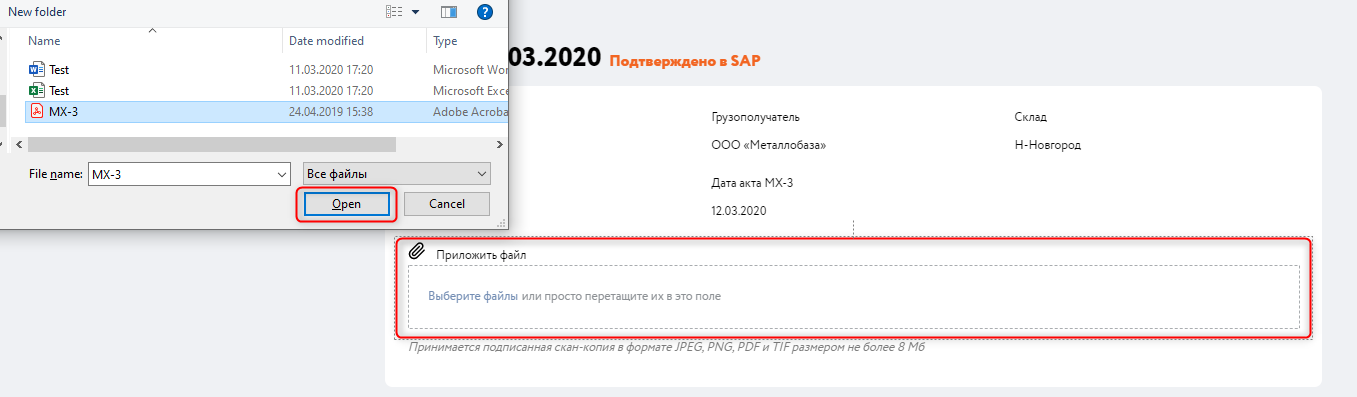 New folder
Name Date modified Type
Test 11.03.2020 17:20 Microsoft Wor
Test 11.03.2020 17:20 Microsoft Exce
MX-3 24.04.2019 15:38 Adobe Acroba
File name: MX-3 Все файлы
Open Cancel
03.2020 Подтверждено в SAP
Грузополучатель Склад
ООО «Металлобаза» Н-Новгород
Дата акта МХ-3
12.03.2020
Приложить файл
Выберите файлы или просто перетащите их в это поле
Принимается подписанная скан-копия в формате JPEG, PNG, PDF и TIF размером не более 8 Мб